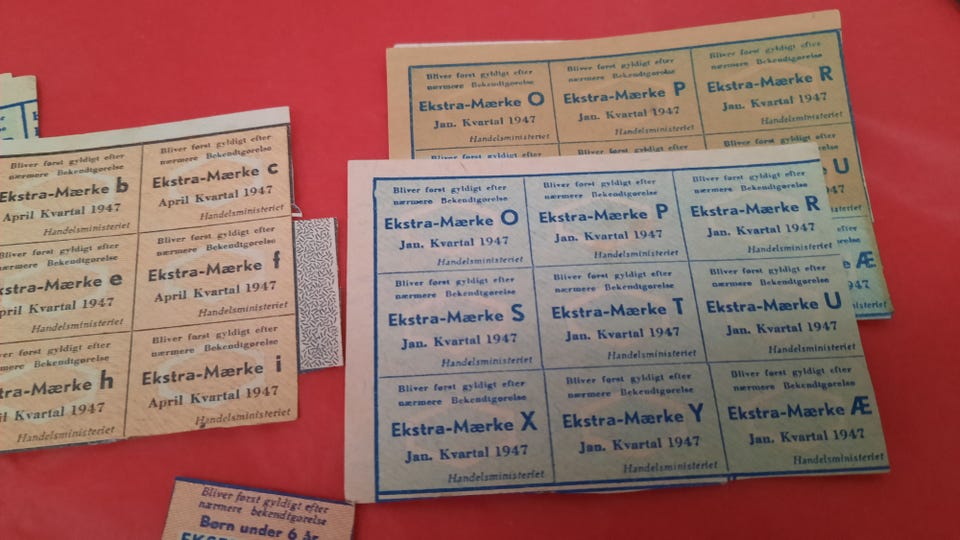 Bliver først gyldigt efter
nærmere Bekendtgørelse
Ekstra-Mærke b
April Kvartal 1947
Handelsministeriet
Bliver først gyldigt efter
nærmere Bekendtgørelse
Ekstra-Mærke c
April Kvartal 1947
Handelsministeriet
først gyldigt efter
nærmere Bekendtgørelse
stra-Mærke e
pril Kvartal 1947
Handelsministeriet
Bliver først gyldigt efter
nærmere Bekendtgørelse
Ekstra-Mærke f
April Kvartal 1947
Handelsministeriet
først gyldigt efter
Bekendtgørelse
tra-Mærke h
il Kvartal 1947
Handelsministeriet
Bliver først gyldigt efter
nærmere Bekendtgørelse
Ekstra-Mærke i
April Kvartal 1947
Handelsministeriet
Bliver først gyldigt efter
nærmere Bekendtgørelse
Ekstra-Mærke O
Jan. Kvartal 1947
Handelsministeriet
Bliver først gyldigt efter
nærmere Bekendtgørelse
Ekstra-Mærke P
Jan. Kvartal 1947
Handelsministeriet
Bliver først gyldigt efter
nærmere Bekendtgørelse
Ekstra-Mærke R
Jan. Kvartal 1947
Handelsministeriet
U
Æ
947
Bliver først gyldigt efter
nærmere Bekendtgørelse
Ekstra-Mærke O
Jan. Kvartal 1947
Handelsministeriet
Bliver først gyldigt efter
nærmere Bekendtgørelse
Ekstra-Mærke P
Jan. Kvartal 1947
Handelsministeriet
Bliver først gyldigt efter
nærmere Bekendtgørelse
Ekstra-Mærke R
Jan. Kvartal 1947
Handelsministeriet
Bliver først gyldigt efter
nærmere Bekendtgørelse
Ekstra-Mærke S
Jan. Kvartal 1947
Handelsministeriet
Bliver først gyldigt efter
nærmere Bekendtgørelse
Ekstra-Mærke T
Jan. Kvartal 1947
Handelsministeriet
Bliver først gyldigt efter
nærmere Bekendtgørelse
Ekstra-Mærke U
Jan. Kvartal 1947
Handelsministeriet
Bliver først gyldigt efter
nærmere Bekendtgørelse
Ekstra-Mærke X
Jan. Kvartal 1947
Handelsministeriet
Bliver først gyldigt efter
nærmere Bekendtgørelse
Ekstra-Mærke Y
Jan. Kvartal 1947
Handelsministeriet
Bliver først gyldigt efter
nærmere Bekendtgørelse
Ekstra-Mærke Æ
Jan. Kvartal 1947
Handelsministeriet
Bliver først gyldigt efter
nærmere bekendtgørelse
Børn under 6 år